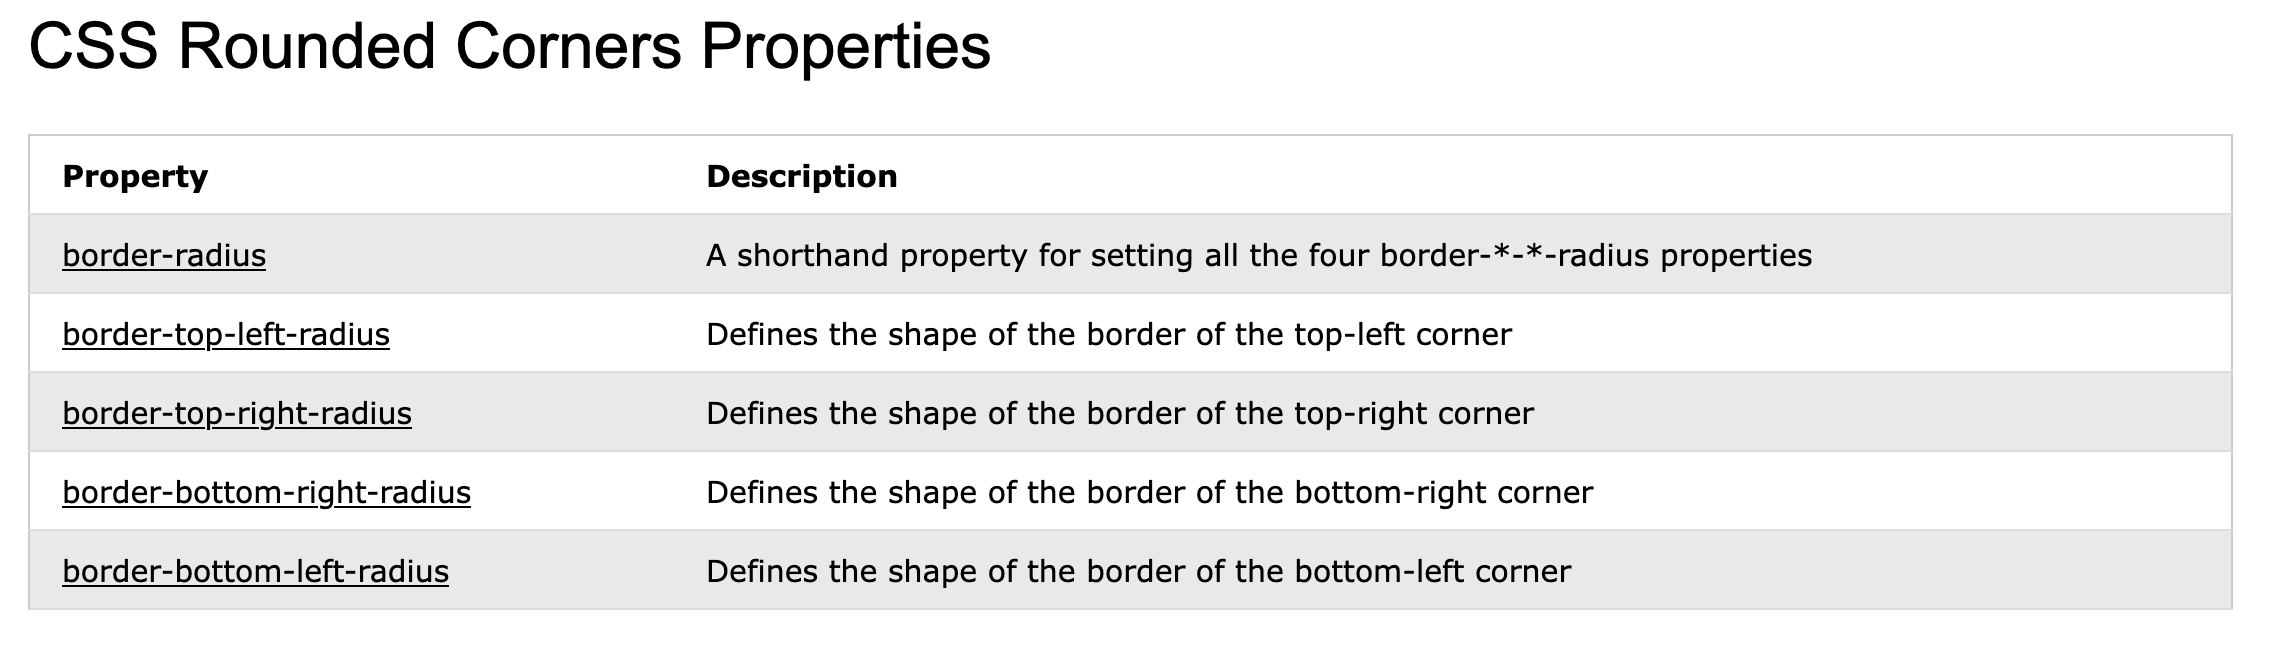 CSS Rounded Corners Properties
Property Description
border-radius A shorthand property for setting all the four border-*-*-radius properties
border-top-left-radius Defines the shape of the border of the top-left corner
border-top-right-radius Defines the shape of the border of the top-right corner
border-bottom-right-radius Defines the shape of the border of the bottom-right corner
border-bottom-left-radius Defines the shape of the border of the bottom-left corner